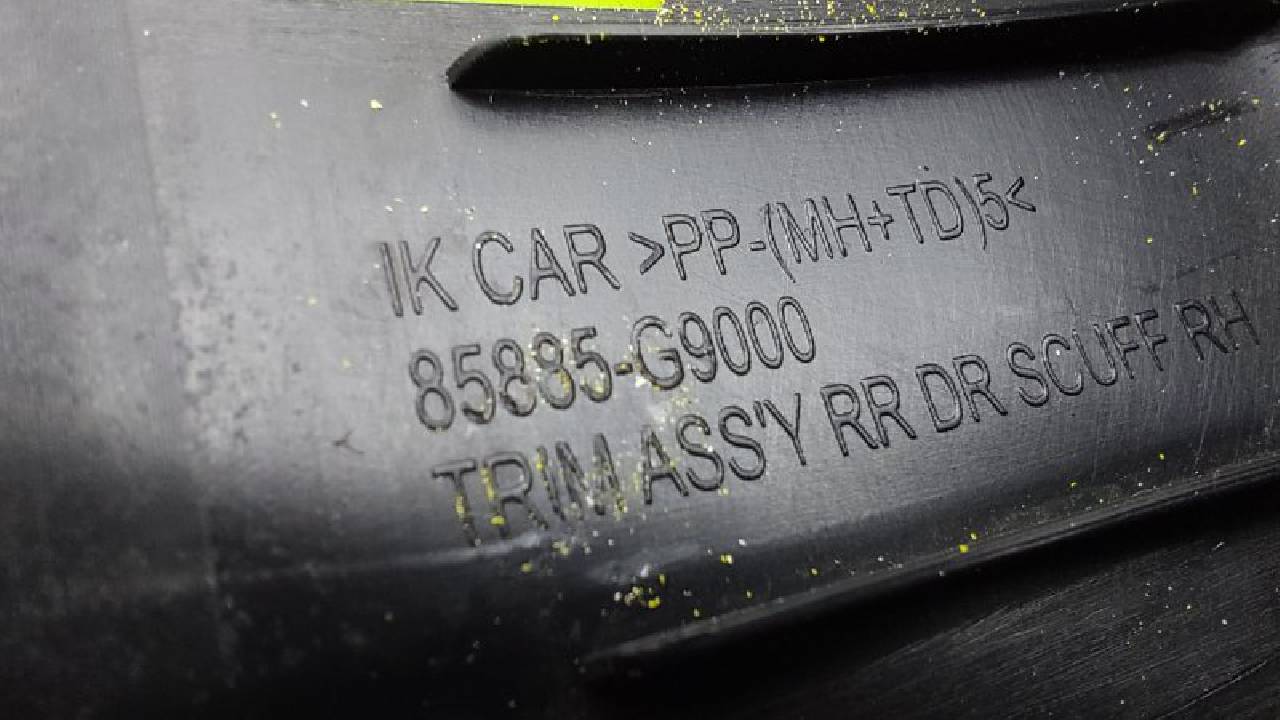 IK CAR >PP-(MH+TD)5<
85885-G9000
TRIM ASS'Y RR DR SCUFF RH